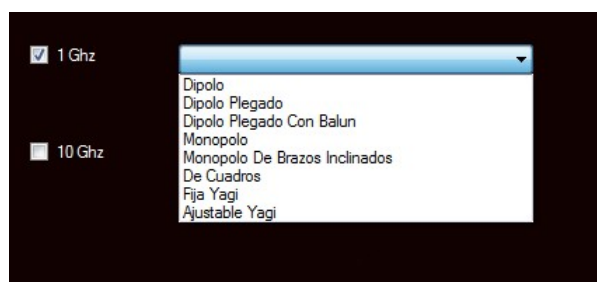 1 Ghz
Dipolo
Dipolo Plegado
Dipolo Plegado Con Balun
Monopolo
Monopolo De Brazos Inclinados
De Cuadros
Fija Yagi
Ajustable Yagi
10 Ghz